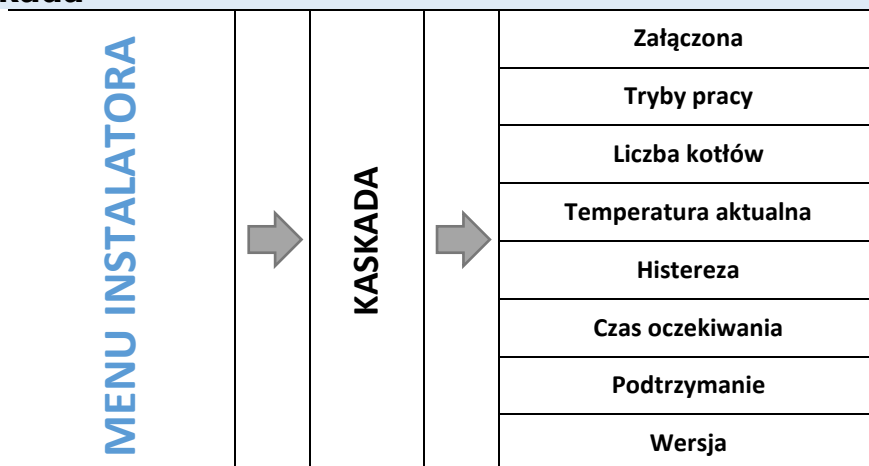 MENU INSTALATORA
KASKADA
Załączona
Tryby pracy
Liczba kotłów
Temperatura aktualna
Histereza
Czas oczekiwania
Podtrzymanie
Wersja